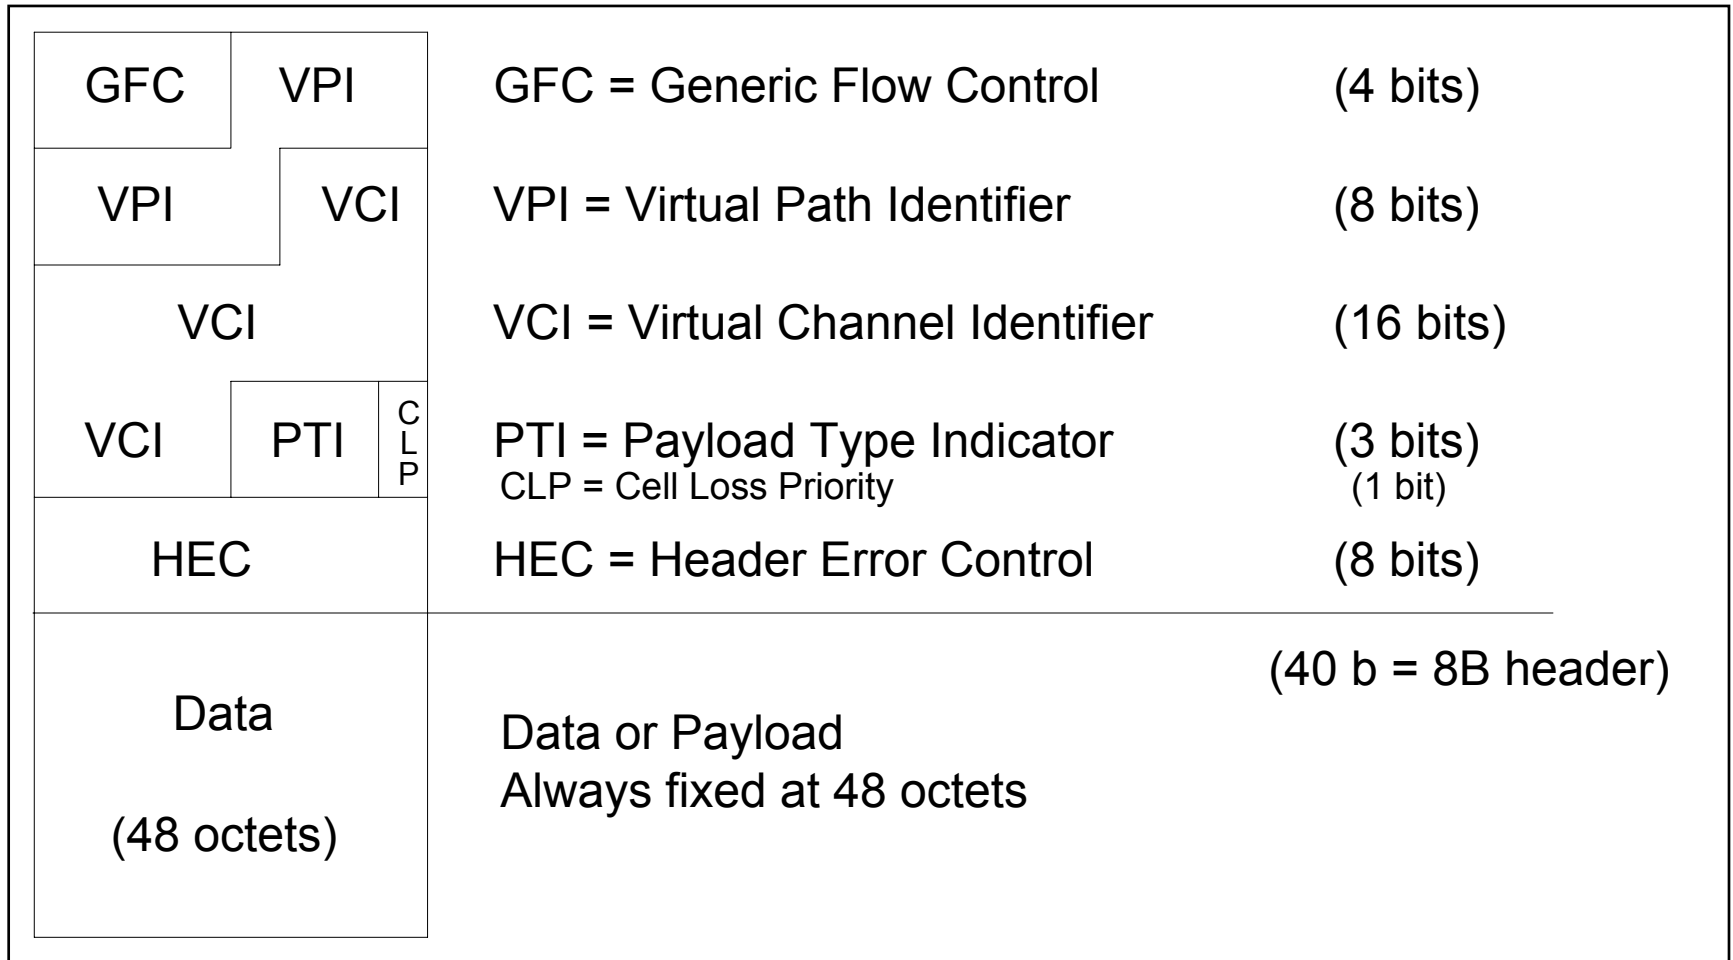 GFC VPI GFC = Generic Flow Control (4 bits)
VPI VCI VPI = Virtual Path Identifier (8 bits)
VCI VCI = Virtual Channel Identifier (16 bits)
VCI PTI CLP PTI = Payload Type Indicator (3 bits)
CLP = Cell Loss Priority (1 bit)
HEC HEC = Header Error Control (8 bits)
(40 b = 8B header)
Data
(48 octets)
Data or Payload
Always fixed at 48 octets